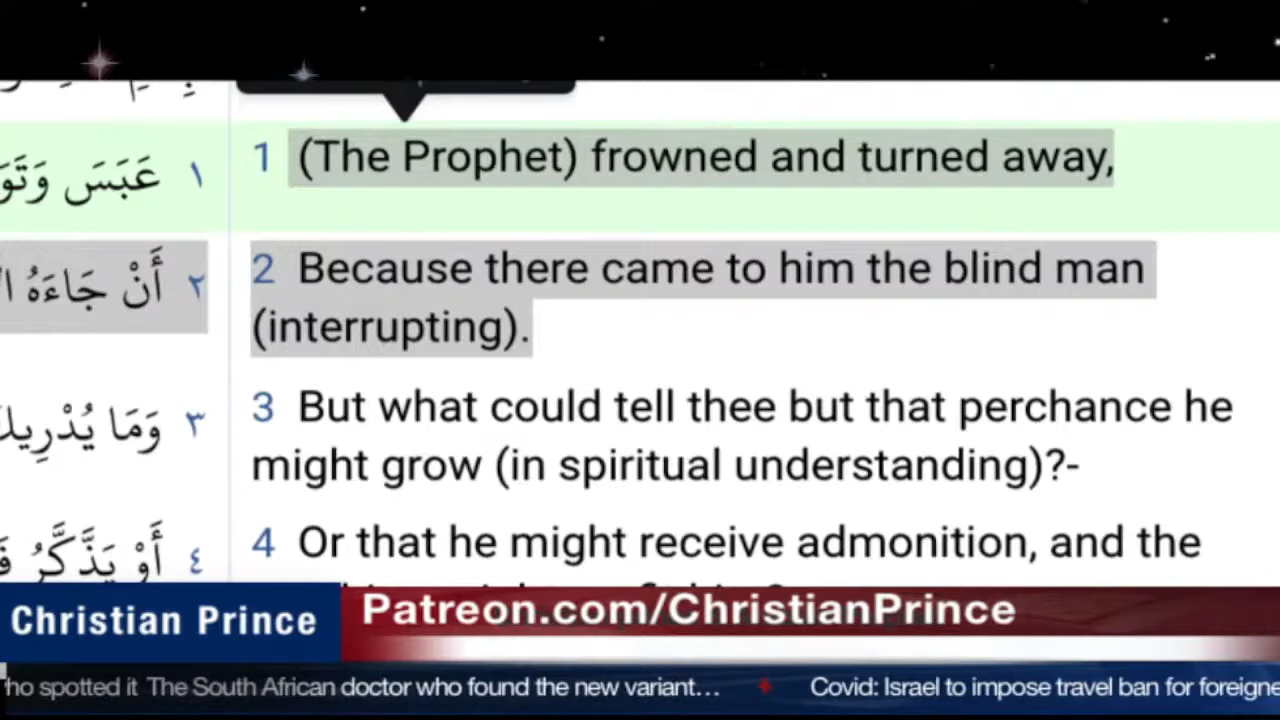 1 (The Prophet) frowned and turned away,
عَبَسَ ١
2 Because there came to him the blind man
(interrupting).
أَنْ جَاءَهُ ٢
3 But what could tell thee but that perchance he
might grow (in spiritual understanding)?-
وَمَا ٣
4 Or that he might receive admonition, and the
أَوْ يَذَّكَّرُ ٤
Christian Prince
Patreon.com/ChristianPrince
spotted it The South African doctor who found the new variant…
Covid: Israel to impose travel ban for